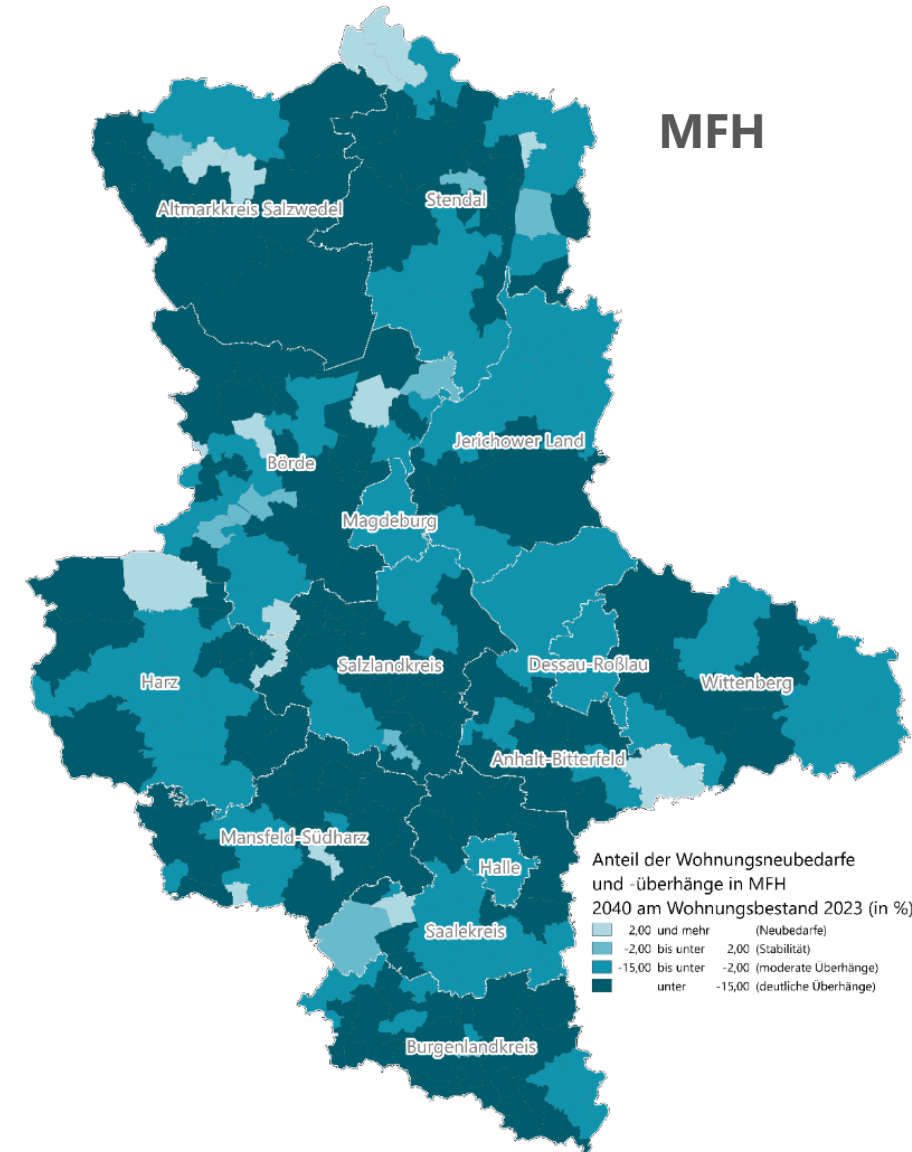 MFH
Stendal
Altmarkkreis Salzwedel
Jerichower Land
Börde
Magdeburg
Dessau-Roßlau
Salzlandkreis
Harz
Wittenberg
Anhalt-Bitterfeld
Mansfeld-Südharz
Halle
Saalekreis
Burgenlandkreis
Anteil der Wohnungsneubedarfe
und -überhänge in MFH
2040 am Wohnungsbestand 2023 (in %)
2,00 und mehr (Neubedarfe)
-2,00 bis unter 2,00 (Stabilität)
-15,00 bis unter -2,00 (moderate Überhänge)
unter -15,00 (deutliche Überhänge)